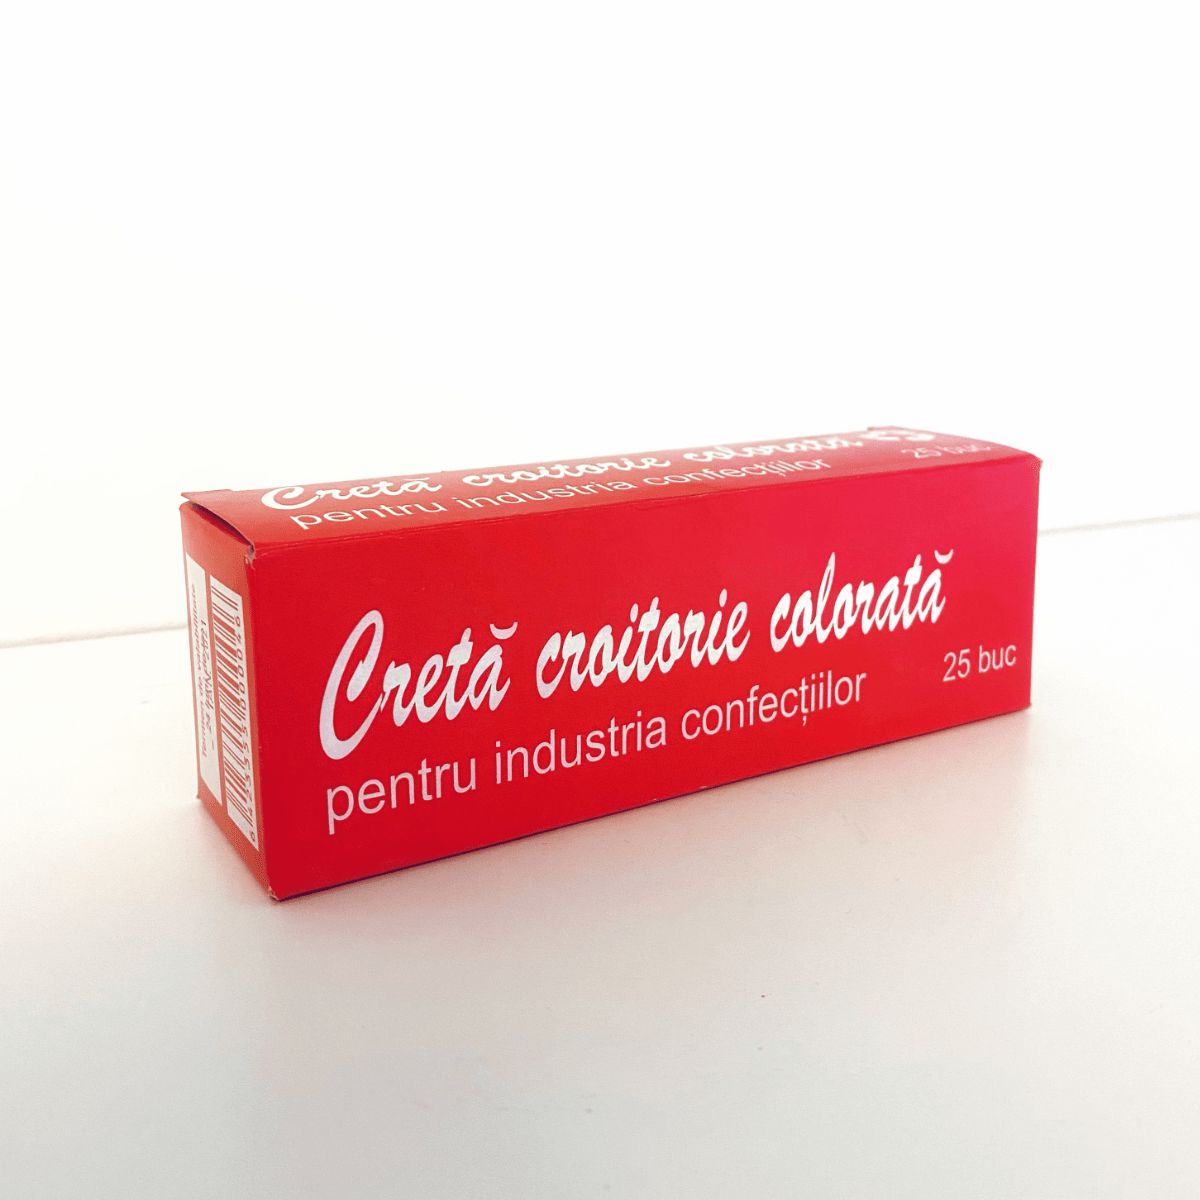 Cretă croitorie colorată
pentru industria confecțiilor
25 buc
Cretă croitorie colorată
pentru industria confecțiilor
25 buc